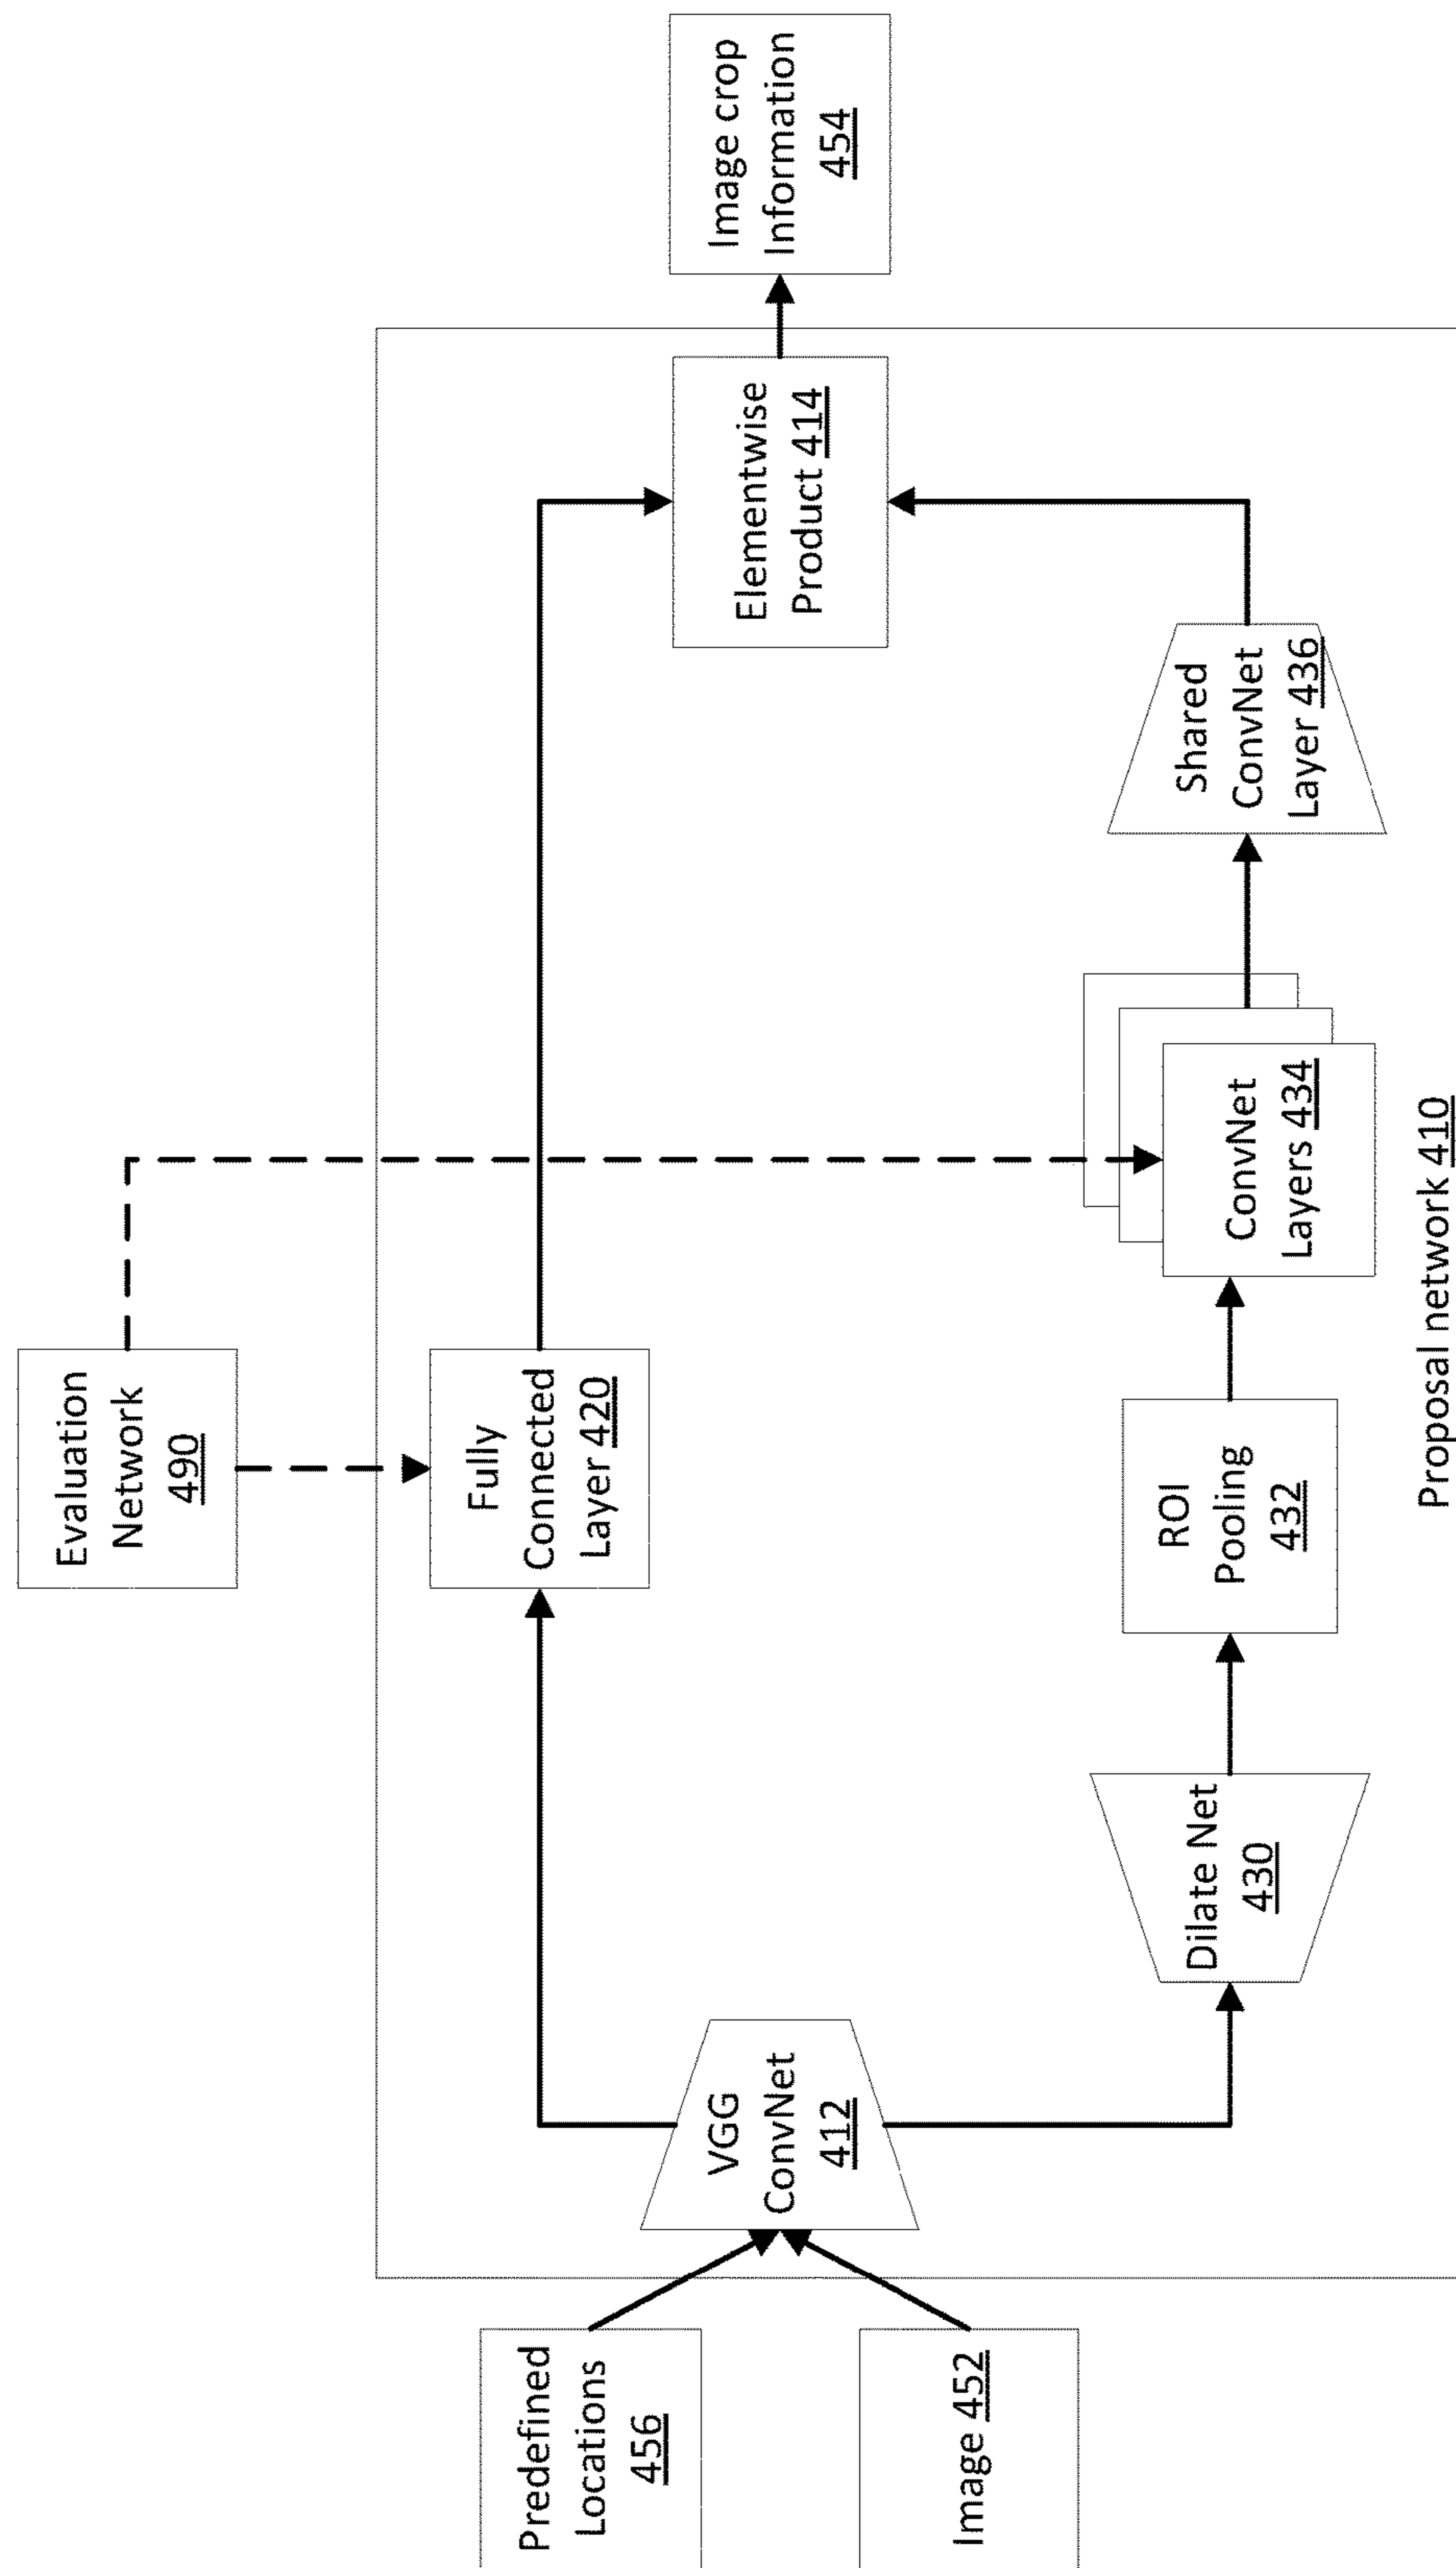 Evaluation
Network
490
Predefined
Locations
456
Image 452
VGG
ConvNet
412
Fully
Connected
Layer 420
Dilate Net
430
ROI
Pooling
432
ConvNet
Layers 434
Shared
ConvNet
Layer 436
Elementwise
Product 414
Image crop
Information
454
Proposal network 410